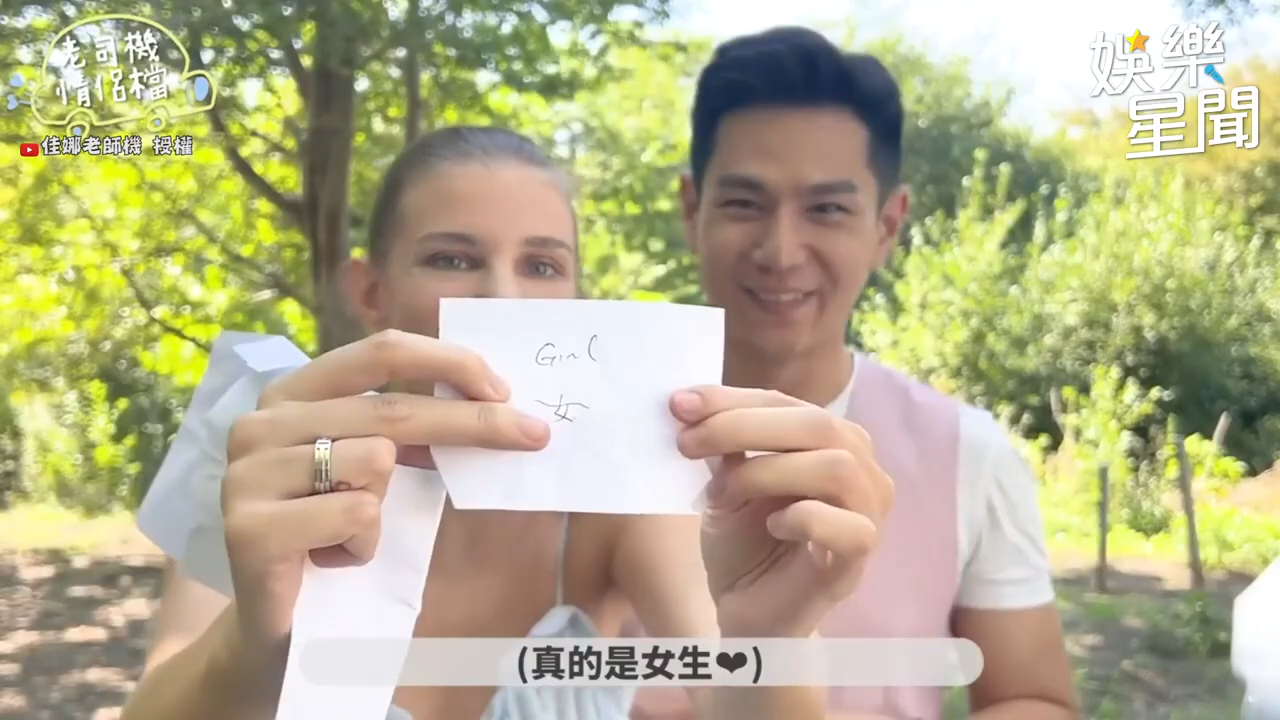 老司機
情侶檔
佳娜老師機 授權
娛樂
星聞
Girl
女
(真的是女生❤)